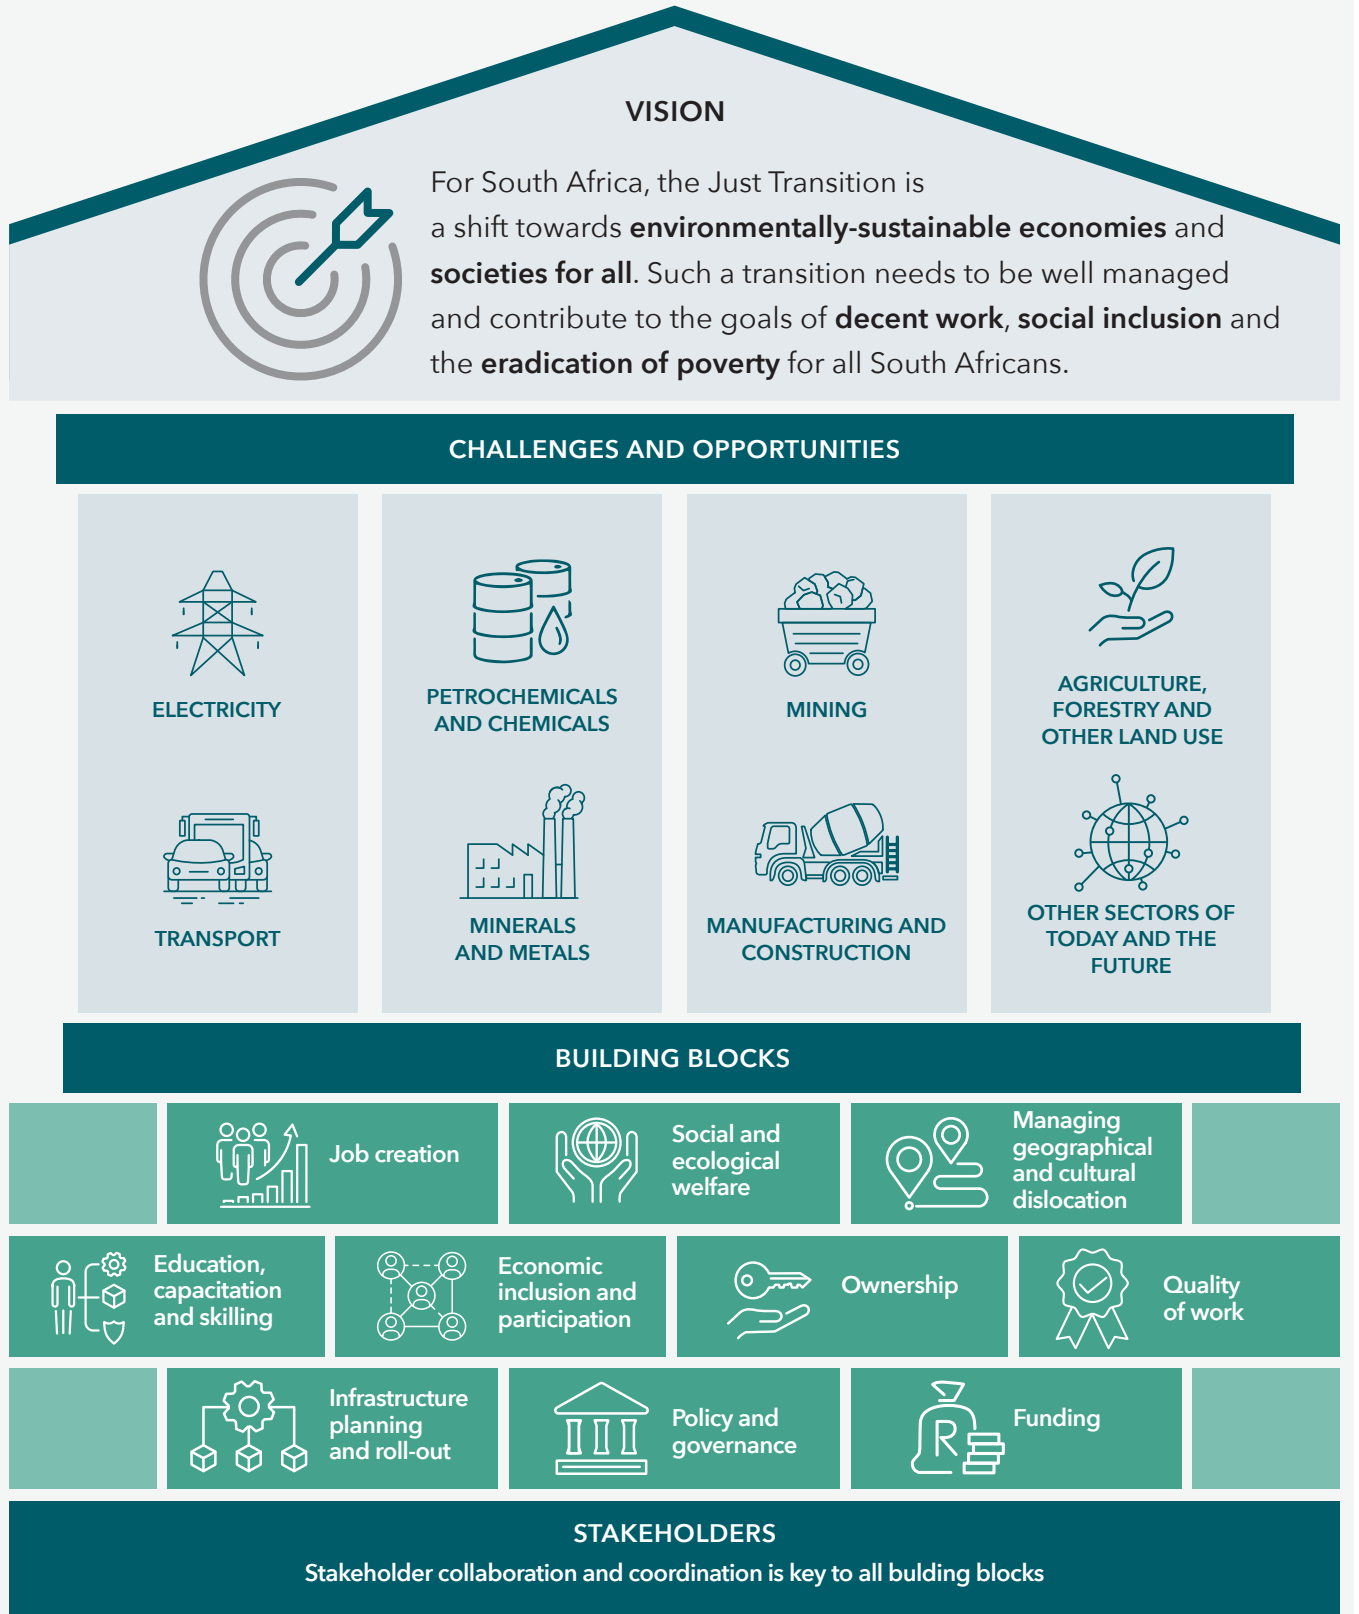 VISION
For South Africa, the Just Transition is
a shift towards environmentally-sustainable economies and
societies for all. Such a transition needs to be well managed
and contribute to the goals of decent work, social inclusion and
the eradication of poverty for all South Africans.
CHALLENGES AND OPPORTUNITIES
ELECTRICITY
PETROCHEMICALS
AND CHEMICALS
MINING
AGRICULTURE,
FORESTRY AND
OTHER LAND USE
TRANSPORT
MINERALS
AND METALS
MANUFACTURING AND
CONSTRUCTION
OTHER SECTORS OF
TODAY AND THE
FUTURE
BUILDING BLOCKS
Job creation
Social and
ecological
welfare
Managing
geographical
and cultural
dislocation
Education,
capacitation
and skilling
Economic
inclusion and
participation
Ownership
Quality
of work
Infrastructure
planning
and roll-out
Policy and
governance
R
Funding
STAKEHOLDERS
Stakeholder collaboration and coordination is key to all bulding blocks